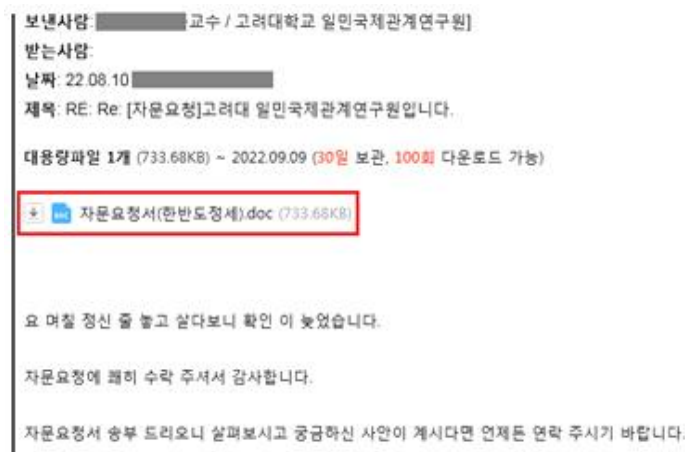 보낸사람: 교수 / 고려대학교 일민국제관계연구원]
받는사람:
날짜: 22.08.10
제목: RE: Re: [자문요청]고려대 일민국제관계연구원입니다.
대용량파일 1개 (733.68KB) ~ 2022.09.09 (30일 보관, 100회 다운로드 가능)
자문요청서(한반도정세).doc (733.68KB)
요 며칠 정신 줄 놓고 살다보니 확인 이 늦었습니다.
자문요청에 쾌히 수락 주셔서 감사합니다.
자문요청서 송부 드리오니 살펴보시고 궁금하신 사안이 계시다면 언제든 연락 주시기 바랍니다.